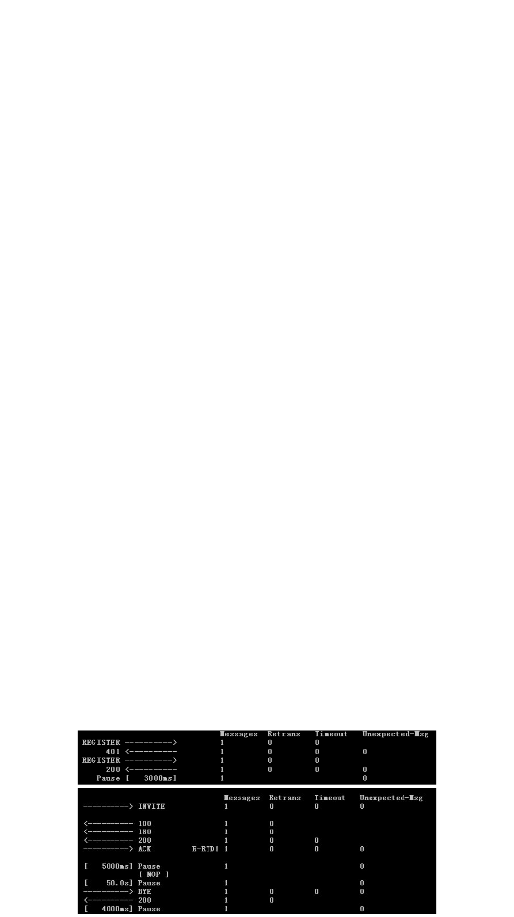 Messages Retrans Timeout Unexpected-Msg
REGISTER ----------> 1 0 0
401 <---------- 1 0 0 0
REGISTER ----------> 1 0 0
200 <---------- 1 0 0 0
Pause [ 3000ms] 1 0
Messages Retrans Timeout Unexpected-Msg
----------> INVITE 1 0 0 0
<---------- 100 1 0
<---------- 180 1 0
<---------- 200 1 0 0
----------> ACK E-RTD1 1 0 0 0
[ 5000ms] Pause 1 0
[ NOP ]
[ 50.0s] Pause 1 0
----------> BYE 1 0 0 0
<---------- 200 1 0
[ 4000ms] Pause 1 0